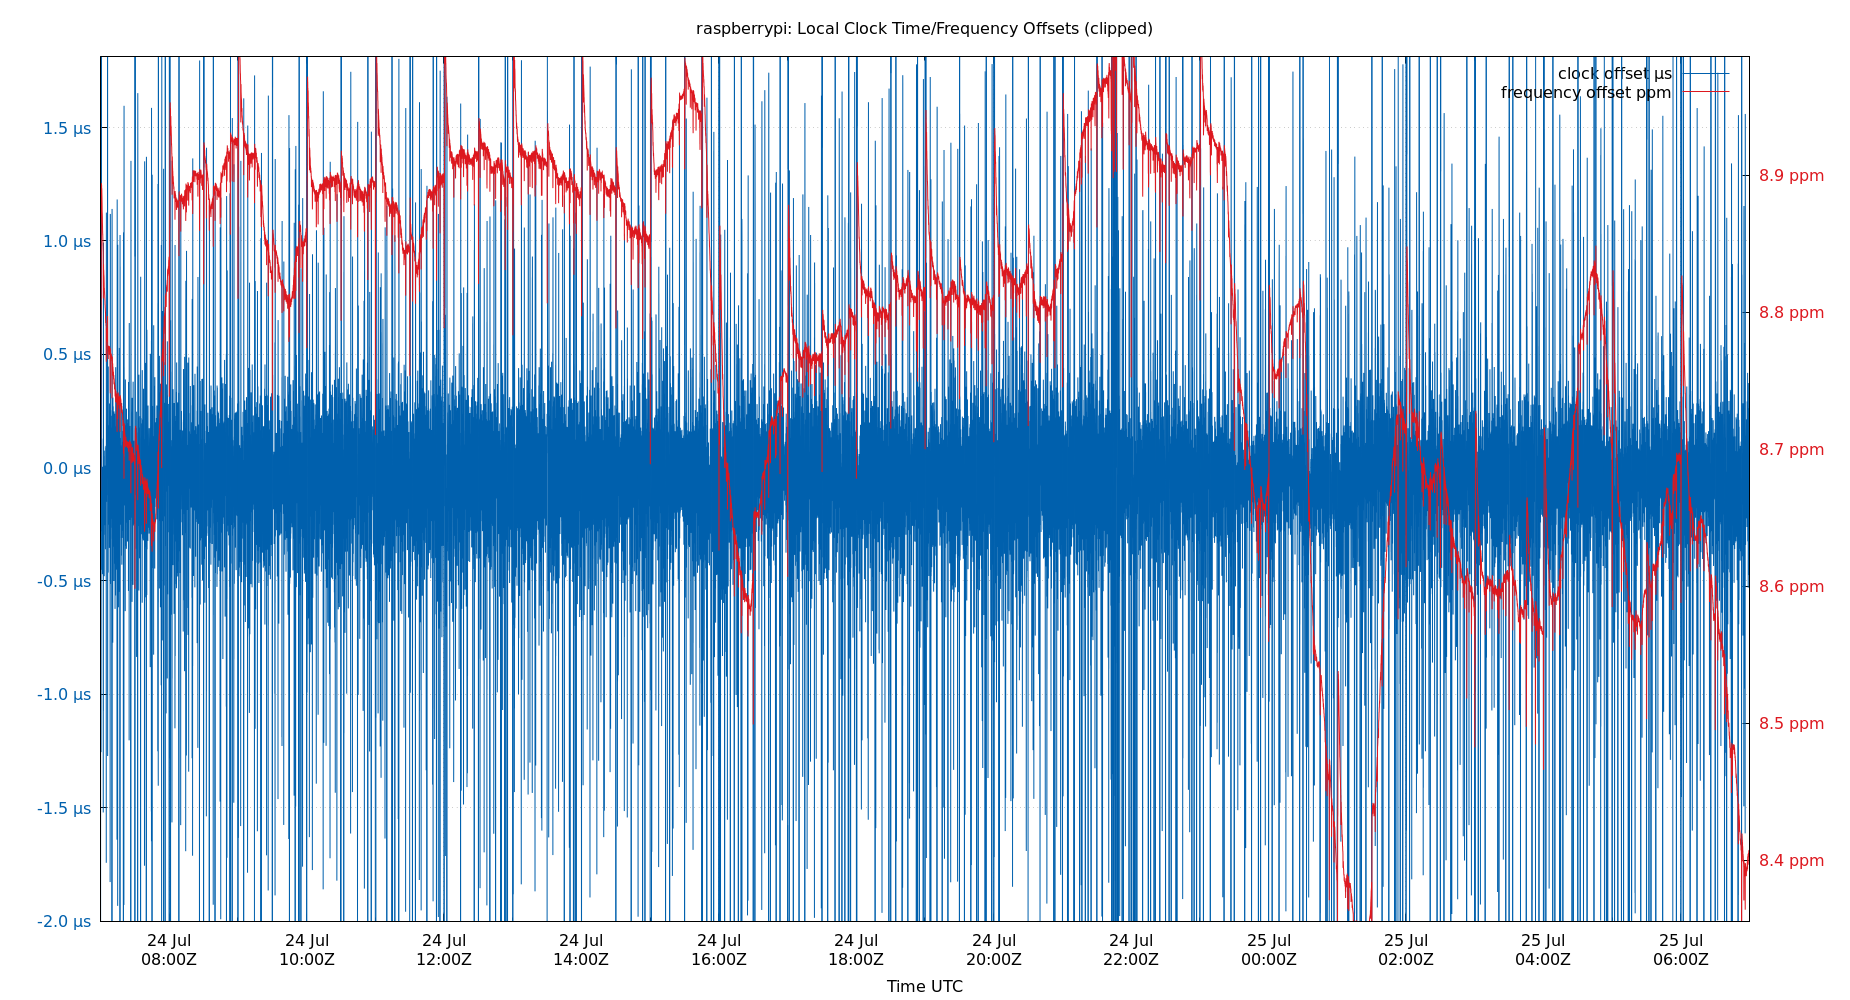 raspberrypi: Local Clock Time/Frequency Offsets (clipped)
clock offset µs
frequency offset ppm
1.5 µs
1.0 µs
0.5 µs
0.0 µs
-0.5 µs
-1.0 µs
-1.5 µs
-2.0 µs
8.9 ppm
8.8 ppm
8.7 ppm
8.6 ppm
8.5 ppm
8.4 ppm
24 Jul 24 Jul 24 Jul 24 Jul 24 Jul 24 Jul 24 Jul 24 Jul 25 Jul 25 Jul 25 Jul 25 Jul
08:00Z 10:00Z 12:00Z 14:00Z 16:00Z 18:00Z 20:00Z 22:00Z 00:00Z 02:00Z 04:00Z 06:00Z
Time UTC